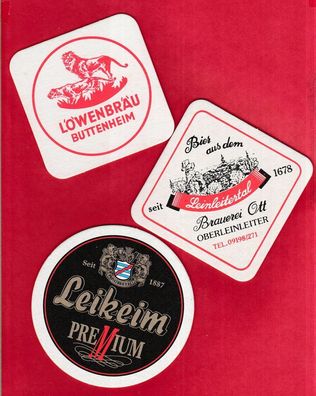 LÖWENBRÄU
BUTTENHEIM
Bier
aus dem
Leinleitertal
seit 1678
Brauerei Ott
OBERLEINLEITER
TEL. 09198/271
Seit 1887
Leikeim
PREMIUM